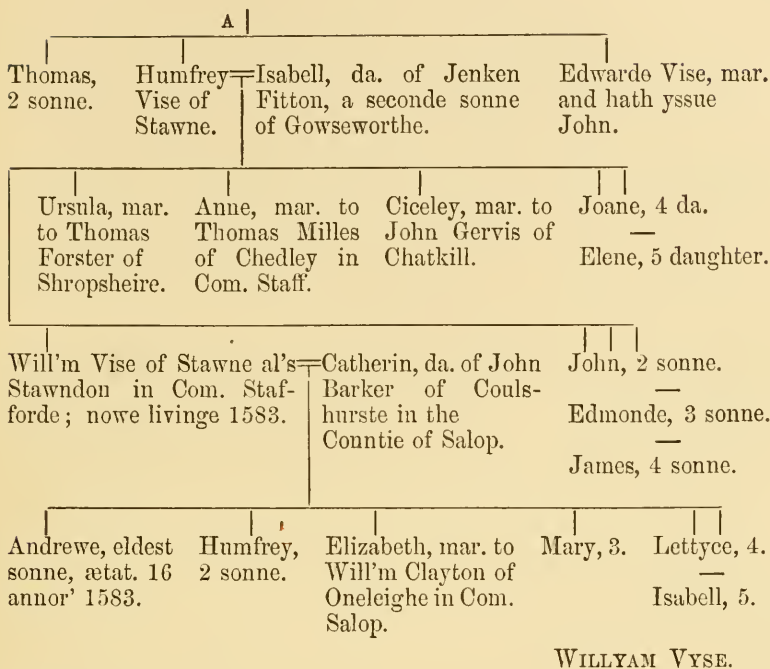 A
Thomas,
2 sonne.
Humfrey
Vise of
Stawne.
Isabell, da. of Jenken
Fitton, a seconde sonne
of Gowseworthe.
Edwarde Vise, mar.
and hath yssue
John.
Ursula, mar.
to Thomas
Forster of
Shropsheire.
Anne, mar. to
Thomas Milles
of Chedley in
Com. Staff.
Ciceley, mar. to
John Gervis of
Chatkill.
Joane, 4 da.
—
Elene, 5 daughter.
Will'm Vise of Stawne al's
Stawndon in Com. Staf-
forde; nowe livinge 1583.
Catherin, da. of John
Barker of Couls-
hurste in the
Countie of Salop.
John, 2 sonne.
—
Edmonde, 3 sonne.
—
James, 4 sonne.
Andrewe, eldest
sonne, ætat. 16
annor' 1583.
Humfrey,
2 sonne.
Elizabeth, mar. to
Will'm Clayton of
Oneleighe in Com.
Salop.
Mary, 3.
Lettyce, 4.
—
Isabell, 5.
WILLYAM VYSE.